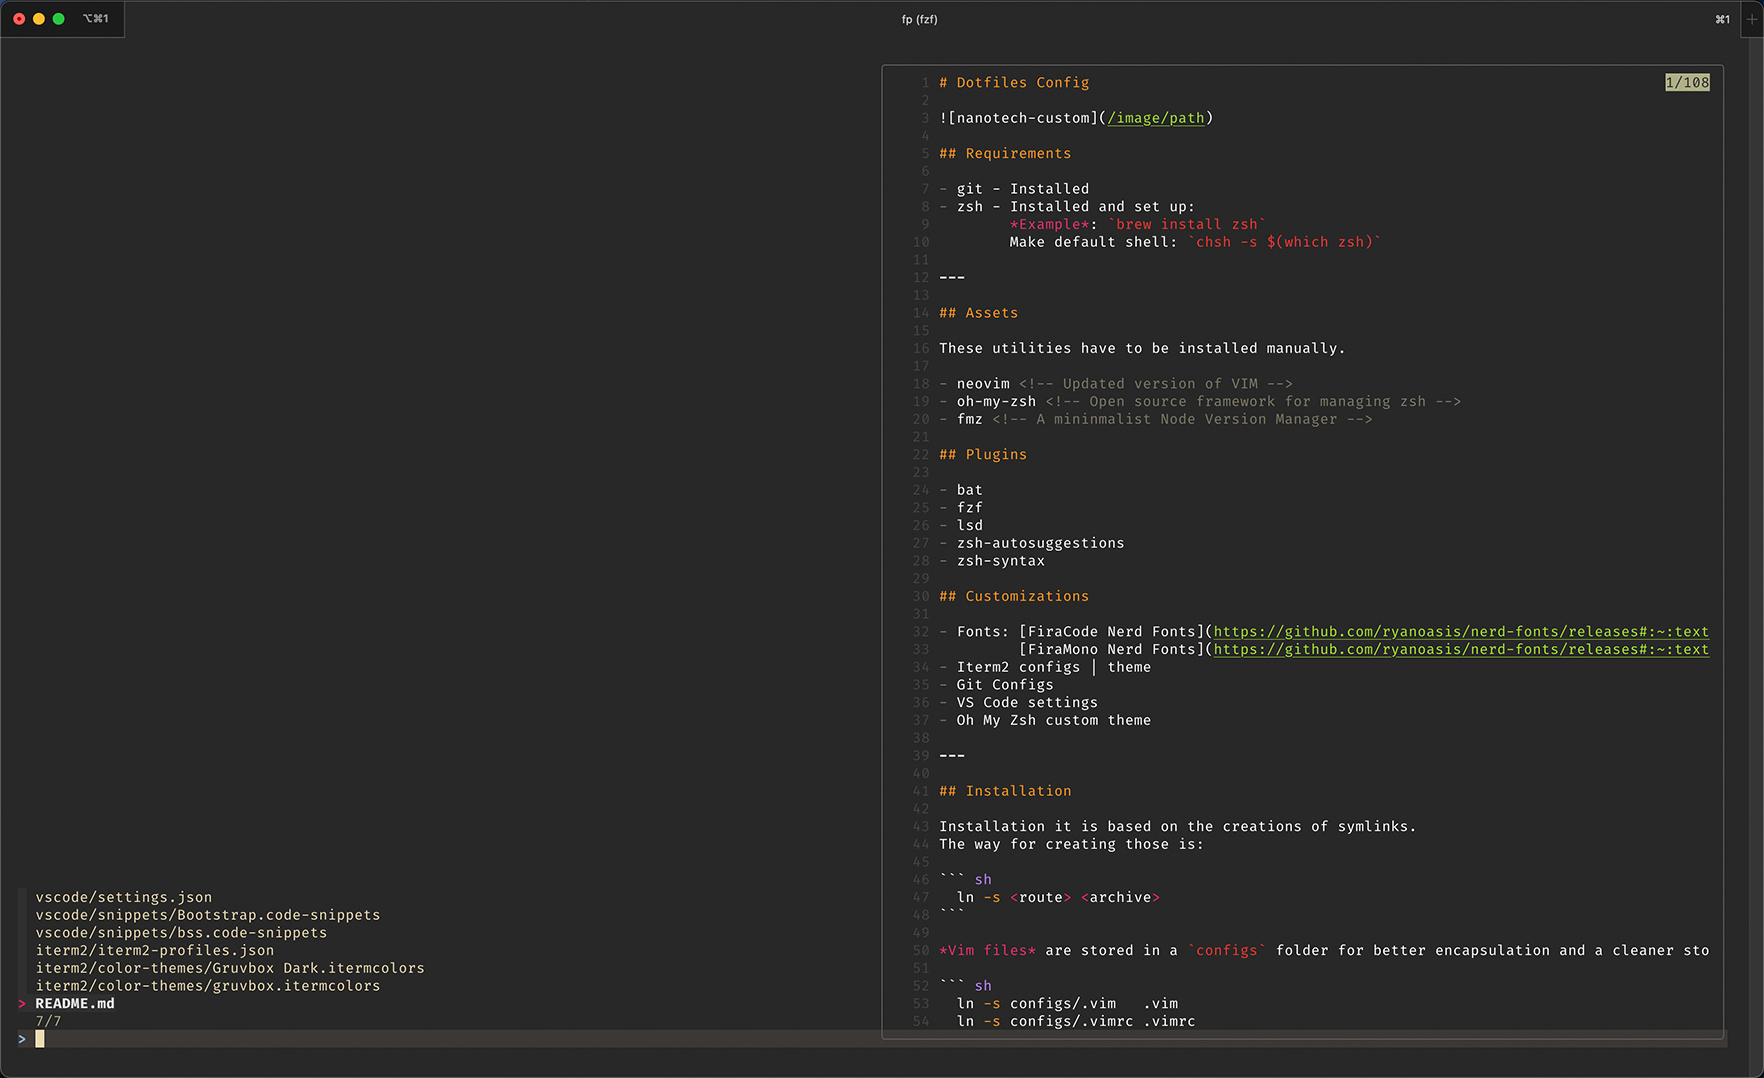 ⌥⌘1
fp (fzf)
⌘1
1 # Dotfiles Config
1/108
2
3 ![nanotech-custom](/image/path)
4
5 ## Requirements
6
7 - git - Installed
8 - zsh - Installed and set up:
9         *Example*: `brew install zsh`
10         Make default shell: `chsh -s $(which zsh)`
11
12 ---
13
14 ## Assets
15
16 These utilities have to be installed manually.
17
18 - neovim <!-- Updated version of VIM -->
19 - oh-my-zsh <!-- Open source framework for managing zsh -->
20 - fmz <!-- A mininmalist Node Version Manager -->
21
22 ## Plugins
23
24 - bat
25 - fzf
26 - lsd
27 - zsh-autosuggestions
28 - zsh-syntax
29
30 ## Customizations
31
32 - Fonts: [FiraCode Nerd Fonts](https://github.com/ryanoasis/nerd-fonts/releases#:~:text
33          [FiraMono Nerd Fonts](https://github.com/ryanoasis/nerd-fonts/releases#:~:text
34 - Iterm2 configs | theme
35 - Git Configs
36 - VS Code settings
37 - Oh My Zsh custom theme
38
39 ---
40
41 ## Installation
42
43 Installation it is based on the creations of symlinks.
44 The way for creating those is:
45
46 ``` sh
47   ln -s <route> <archive>
48 ```
49
50 *Vim files* are stored in a `configs` folder for better encapsulation and a cleaner sto
51
52 ``` sh
53   ln -s configs/.vim   .vim
54   ln -s configs/.vimrc .vimrc
vscode/settings.json
vscode/snippets/Bootstrap.code-snippets
vscode/snippets/bss.code-snippets
iterm2/iterm2-profiles.json
iterm2/color-themes/Gruvbox Dark.itermcolors
iterm2/color-themes/gruvbox.itermcolors
> README.md
7/7
>